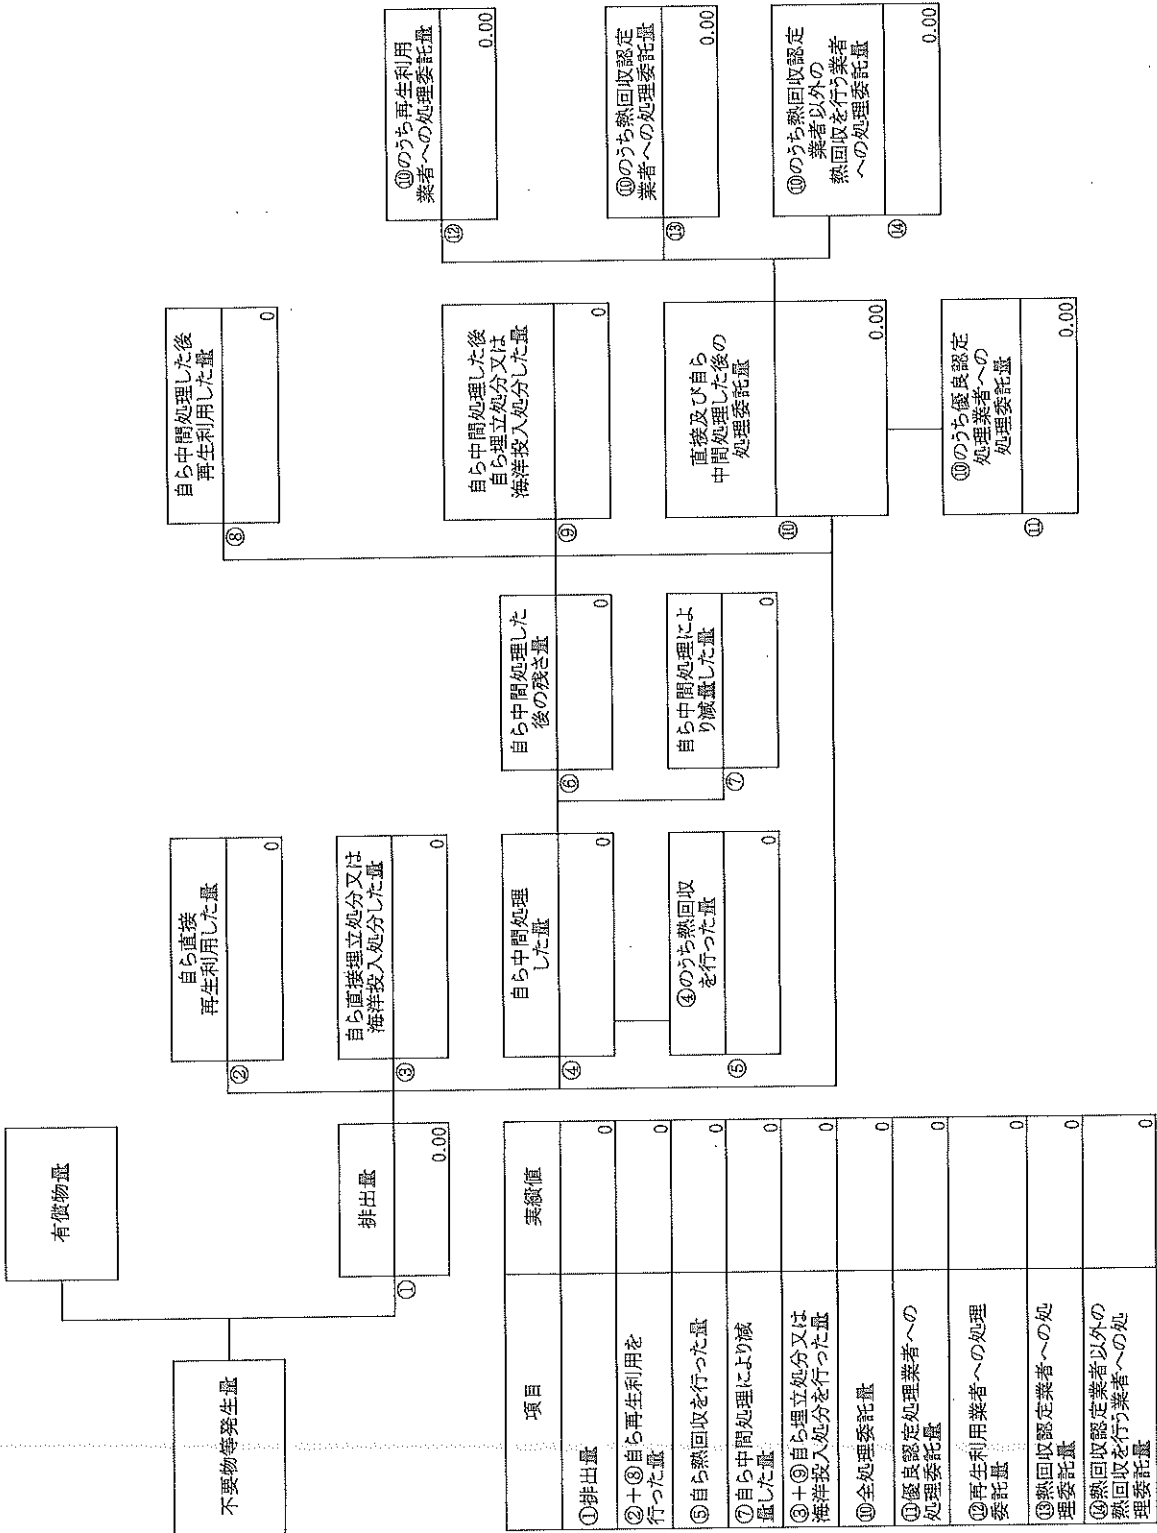 不要物等発生量
有償物量
排出量
①
0.00
自ら直接
再生利用した量
②
0
自ら直接埋立処分又は
海洋投入処分した量
③
0
自ら中間処理
した量
④
0
④のうち熱回収
を行った量
⑤
0
自ら中間処理した
後の残さ量
⑥
0
自ら中間処理によ
り減量した量
⑦
0
自ら中間処理した後
再生利用した量
⑧
0
自ら中間処理した後
自ら埋立処分又は
海洋投入処分した量
⑨
0
直接及び自ら
中間処理した後の
処理委託量
⑩
0.00
⑩のうち優良認定
処理業者への
処理委託量
⑪
0.00
⑩のうち再生利用
業者への処理委託量
⑫
0.00
⑩のうち熱回収認定
業者への処理委託量
⑬
0.00
⑩のうち熱回収認定
業者以外の
熱回収を行う業者
への処理委託量
⑭
0.00
項目 実績値
①排出量 0
②+⑧自ら再生利用を
行った量 0
⑤自ら熱回収を行った量 0
⑦自ら中間処理により減
量した量 0
③+⑨自ら埋立処分又は
海洋投入処分を行った量 0
⑩全処理委託量 0
⑪優良認定処理業者への
処理委託量 0
⑫再生利用業者への処理
委託量 0
⑬熱回収認定業者への処
理委託量 0
⑭熱回収認定業者以外の
熱回収を行う業者への処
理委託量 0